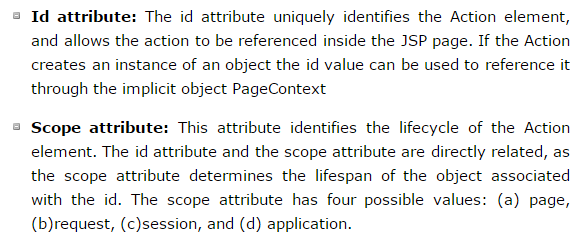 Id attribute: The id attribute uniquely identifies the Action element,
and allows the action to be referenced inside the JSP page. If the Action
creates an instance of an object the id value can be used to reference it
through the implicit object PageContext
Scope attribute: This attribute identifies the lifecycle of the Action
element. The id attribute and the scope attribute are directly related, as
the scope attribute determines the lifespan of the object associated
with the id. The scope attribute has four possible values: (a) page,
(b)request, (c)session, and (d) application.